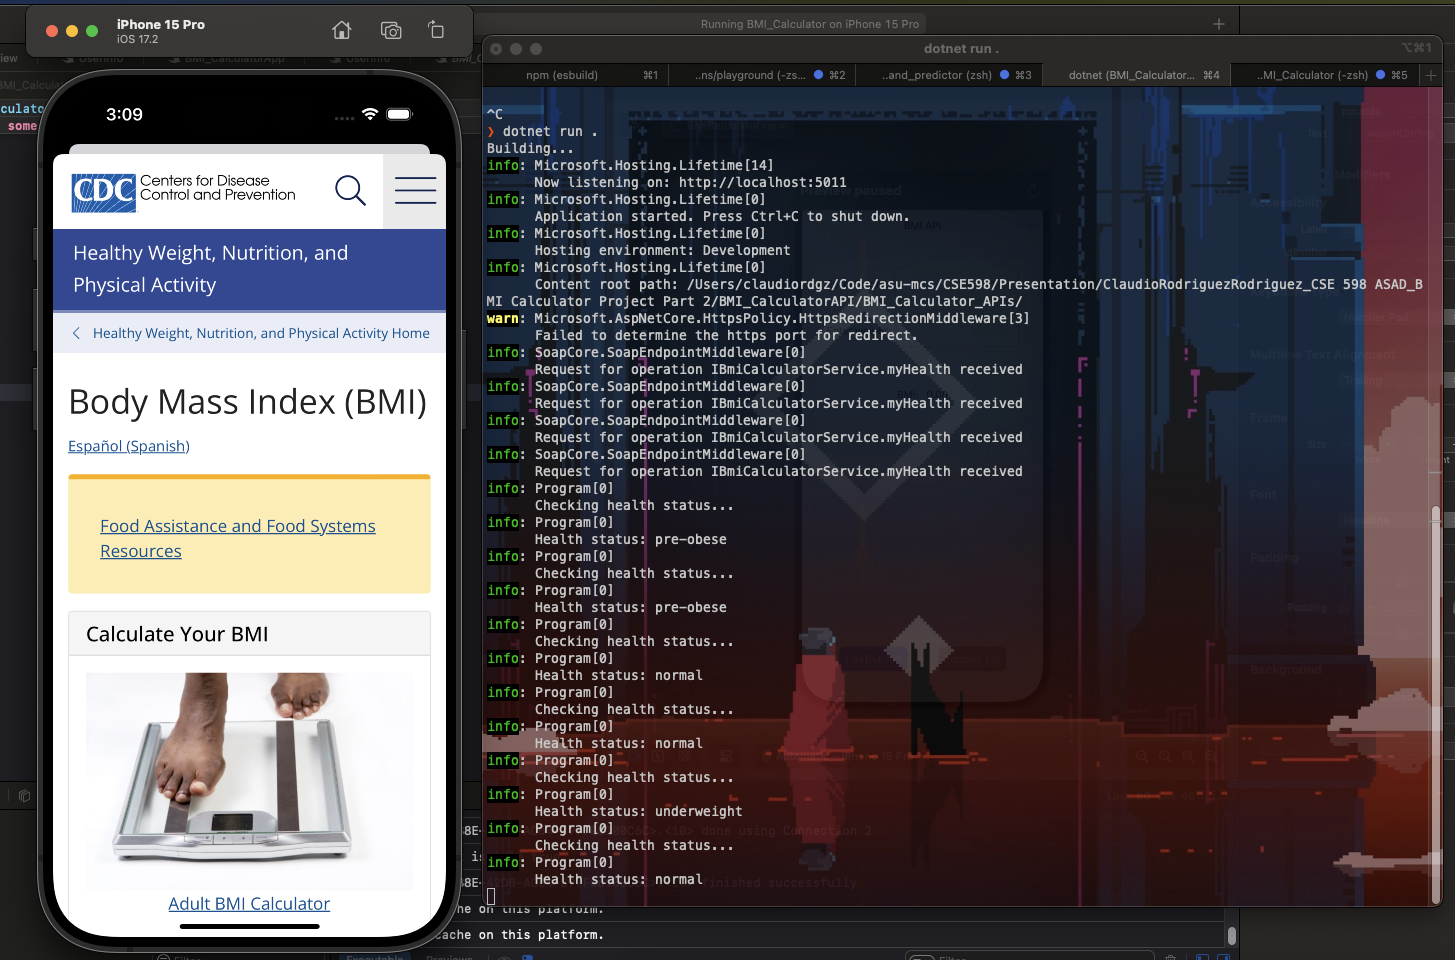 iPhone 15 Pro
iOS 17.2
Running BMI_Calculator on iPhone 15 Pro
3:09
CDC
Centers for Disease
Control and Prevention
Healthy Weight, Nutrition, and
Physical Activity
Healthy Weight, Nutrition, and Physical Activity Home
Body Mass Index (BMI)
Español (Spanish)
Food Assistance and Food Systems
Resources
Calculate Your BMI
Adult BMI Calculator
dotnet run .
⌥⌘1
npm (esbuild) ⌘1
..ns/playground (-zs... ⌘2
..and_predictor (zsh) ⌘3
dotnet (BMI_Calculator... ⌘4
..MI_Calculator (-zsh) ⌘5
^C
❯ dotnet run .
Building...
info: Microsoft.Hosting.Lifetime[14]
Now listening on: http://localhost:5011
info: Microsoft.Hosting.Lifetime[0]
Application started. Press Ctrl+C to shut down.
info: Microsoft.Hosting.Lifetime[0]
Hosting environment: Development
info: Microsoft.Hosting.Lifetime[0]
Content root path: /Users/claudiordgz/Code/asu-mcs/CSE598/Presentation/ClaudioRodriguezRodriguez_CSE 598 ASAD_B
MI Calculator Project Part 2/BMI_CalculatorAPI/BMI_Calculator_APIs/
warn: Microsoft.AspNetCore.HttpsPolicy.HttpsRedirectionMiddleware[3]
Failed to determine the https port for redirect.
info: SoapCore.SoapEndpointMiddleware[0]
Request for operation IBmiCalculatorService.myHealth received
info: SoapCore.SoapEndpointMiddleware[0]
Request for operation IBmiCalculatorService.myHealth received
info: SoapCore.SoapEndpointMiddleware[0]
Request for operation IBmiCalculatorService.myHealth received
info: SoapCore.SoapEndpointMiddleware[0]
Request for operation IBmiCalculatorService.myHealth received
info: Program[0]
Checking health status...
info: Program[0]
Health status: pre-obese
info: Program[0]
Checking health status...
info: Program[0]
Health status: pre-obese
info: Program[0]
Checking health status...
info: Program[0]
Health status: normal
info: Program[0]
Checking health status...
info: Program[0]
Health status: normal
info: Program[0]
Checking health status...
info: Program[0]
Health status: underweight
info: Program[0]
Checking health status...
info: Program[0]
Health status: normal
cache on this platform.